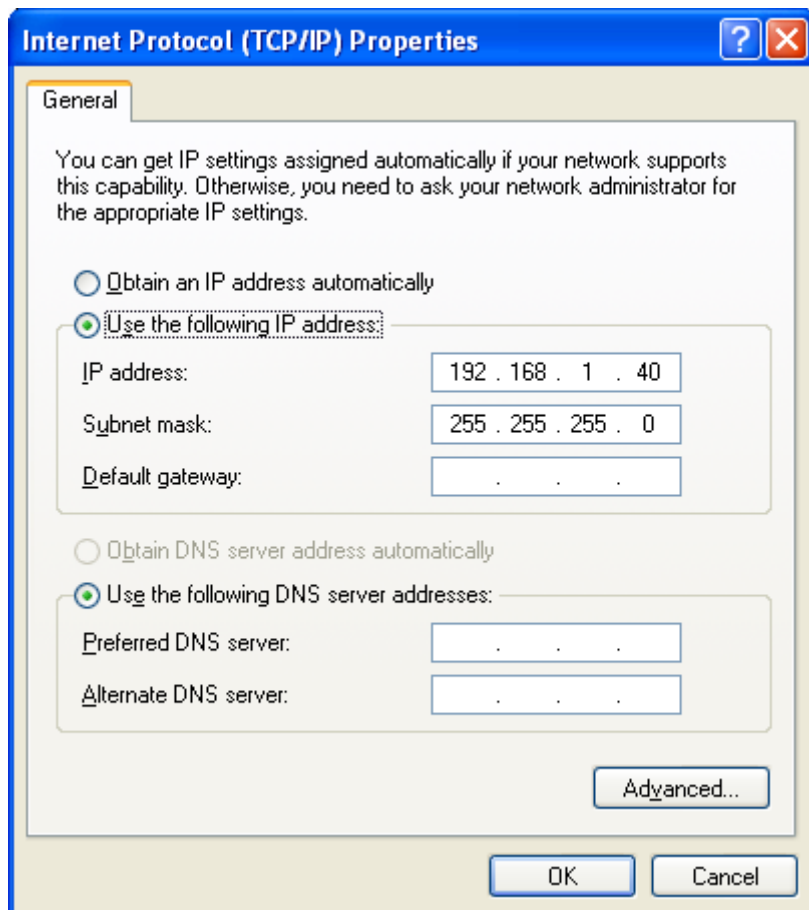 Internet Protocol (TCP/IP) Properties
General
You can get IP settings assigned automatically if your network supports
this capability. Otherwise, you need to ask your network administrator for
the appropriate IP settings.
Obtain an IP address automatically
Use the following IP address:
IP address: 192 . 168 . 1 . 40
Subnet mask: 255 . 255 . 255 . 0
Default gateway: . . .
Obtain DNS server address automatically
Use the following DNS server addresses:
Preferred DNS server: . . .
Alternate DNS server: . . .
Advanced...
OK Cancel